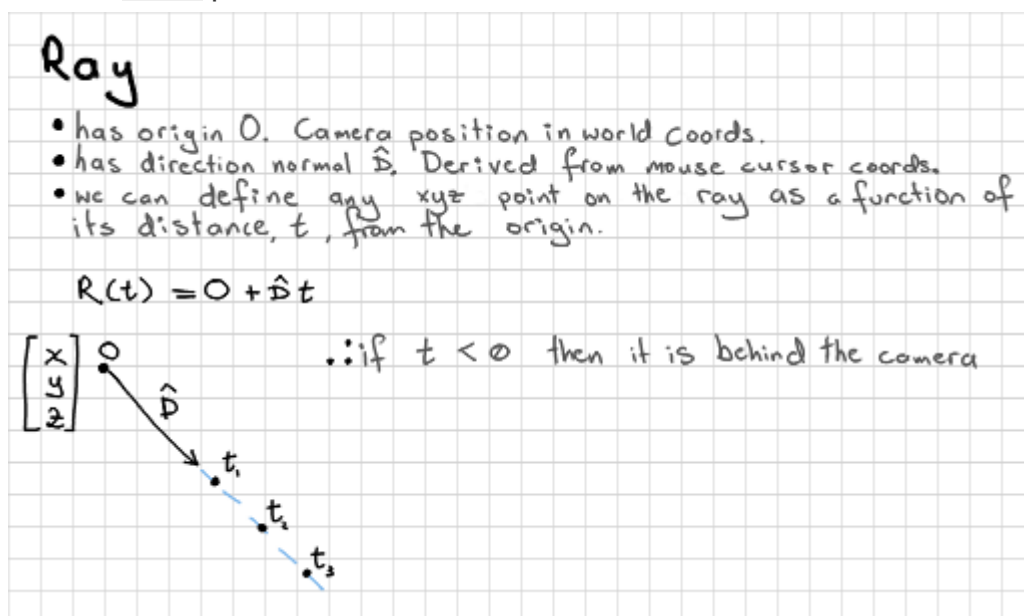 Ray
• has origin O. Camera position in world coords.
• has direction normal D̂. Derived from mouse cursor coords.
• we can define any xyz point on the ray as a function of
its distance, t, from the origin.
R(t) = O + D̂ t
[x y z] O
∴ if t < 0 then it is behind the camera
D̂
t₁
t₂
t₃